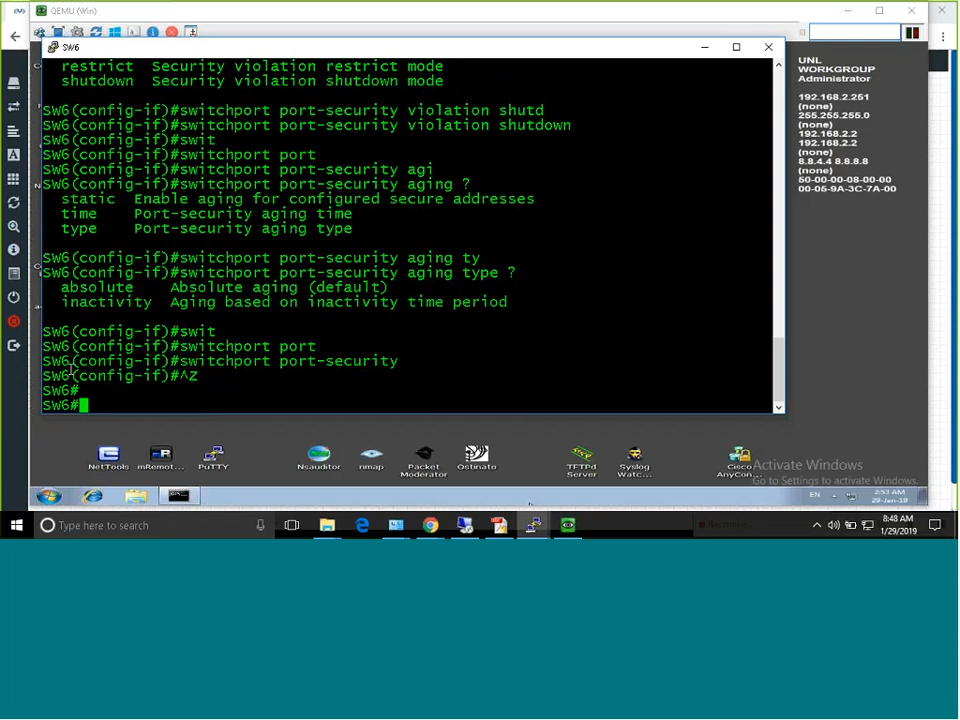 QEMU (Win)
SW6
restrict  Security violation restrict mode
shutdown  Security violation shutdown mode
SW6(config-if)#switchport port-security violation shutd
SW6(config-if)#switchport port-security violation shutdown
SW6(config-if)#swit
SW6(config-if)#switchport port
SW6(config-if)#switchport port-security agi
SW6(config-if)#switchport port-security aging ?
static  Enable aging for configured secure addresses
time    Port-security aging time
type    Port-security aging type
SW6(config-if)#switchport port-security aging ty
SW6(config-if)#switchport port-security aging type ?
absolute    Absolute aging (default)
inactivity  Aging based on inactivity time period
SW6(config-if)#swit
SW6(config-if)#switchport port
SW6(config-if)#switchport port-security
SW6(config-if)#^Z
SW6#
SW6#
UNL
WORKGROUP
Administrator
192.168.2.251
(none)
255.255.255.0
(none)
192.168.2.2
(none)
192.168.2.2
(none)
8.8.4.4 8.8.8.8
(none)
50-00-00-08-00-00
00-05-9A-3C-7A-00
NetTools
mRemot...
PuTTY
Nsauditor
nmap
Packet Moderator
Ostinato
TFTPd Server
Syslog Watc...
Cisco AnyCon...
Activate Windows
Go to Settings to activate Windows.
EN
2:53 AM
29-Jan-19
Type here to search
8:48 AM
1/29/2019